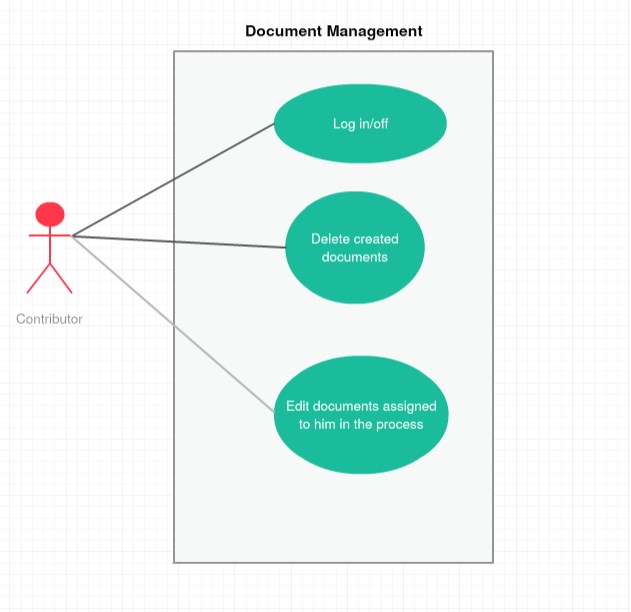 Document Management
Log in/off
Delete created
documents
Contributor
Edit documents assigned
to him in the process